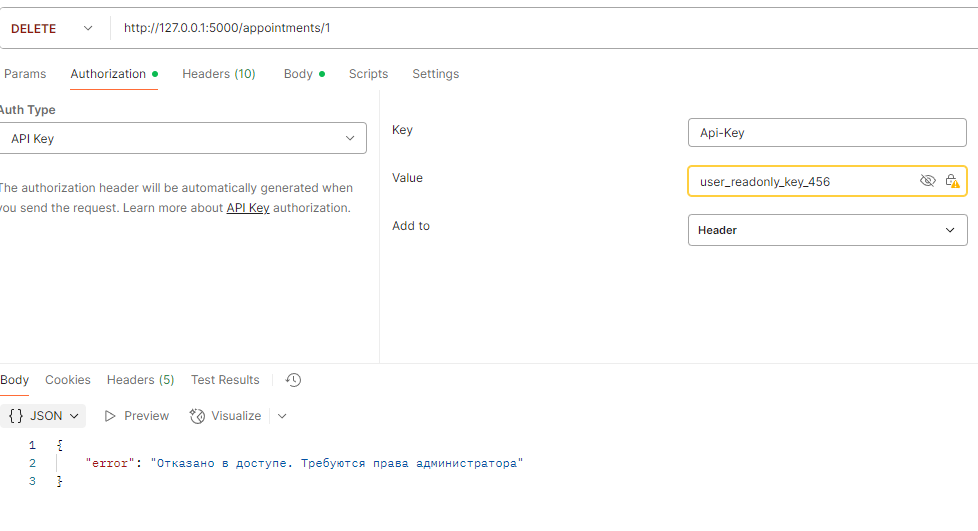 DELETE http://127.0.0.1:5000/appointments/1
Params Authorization Headers (10) Body Scripts Settings
Auth Type
API Key
The authorization header will be automatically generated when
you send the request. Learn more about API Key authorization.
Key Api-Key
Value user_readonly_key_456
Add to Header
Body Cookies Headers (5) Test Results
{} JSON Preview Visualize
1 {
2 "error": "Отказано в доступе. Требуются права администратора"
3 }